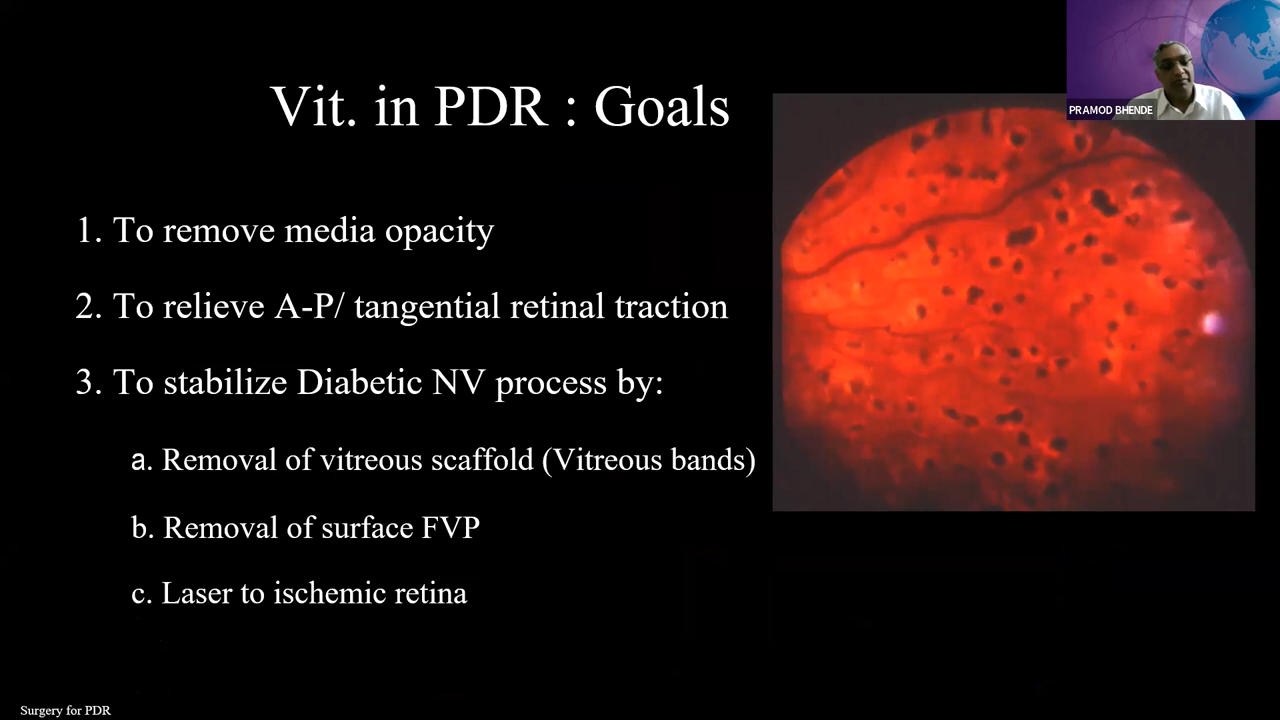 PRAMOD BHENDE
Vit. in PDR : Goals
1. To remove media opacity
2. To relieve A-P/ tangential retinal traction
3. To stabilize Diabetic NV process by:
a. Removal of vitreous scaffold (Vitreous bands)
b. Removal of surface FVP
c. Laser to ischemic retina
Surgery for PDR